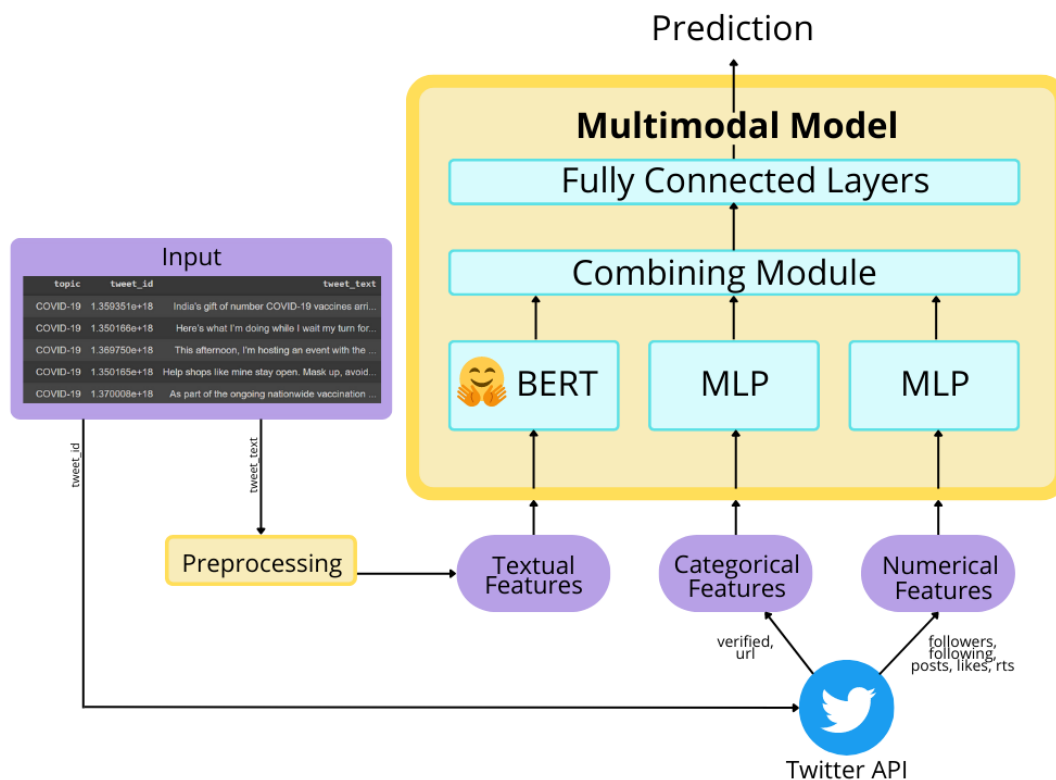 Prediction
Multimodal Model
Fully Connected Layers
Combining Module
BERT
MLP
MLP
Input
topic tweet_id tweet_text
COVID-19 1.359351e+18 India's gift of number COVID-19 vaccines arri...
COVID-19 1.350166e+18 Here's what I'm doing while I wait my turn for...
COVID-19 1.369750e+18 This afternoon, I'm hosting an event with the ...
COVID-19 1.350165e+18 Help shops like mine stay open. Mask up, avoid...
COVID-19 1.370008e+18 As part of the ongoing nationwide vaccination ...
tweet_id
tweet_text
Preprocessing
Textual
Features
Categorical
Features
Numerical
Features
verified,
url
followers,
following,
posts, likes, rts
Twitter API